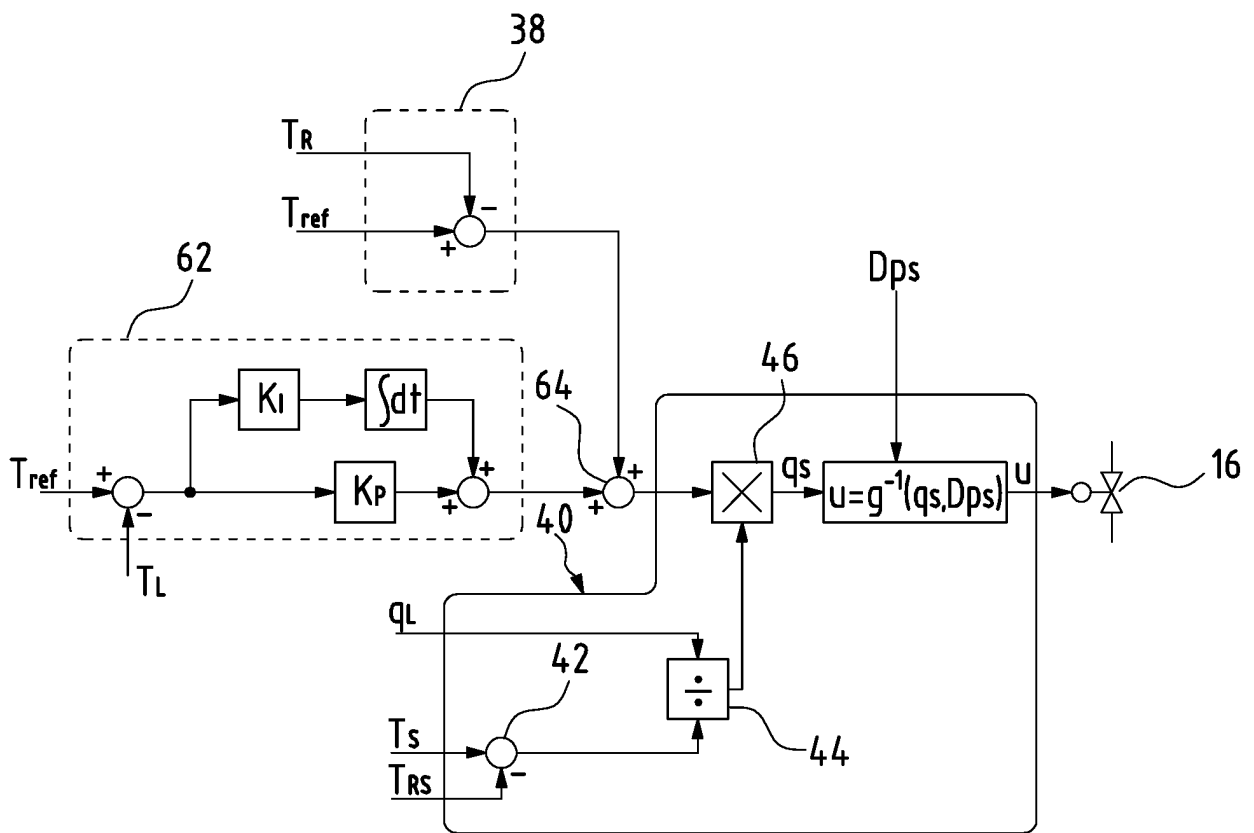 38
TR
−
Tref
+
62
Dps
46
KI
∫dt
64
+
+
qs
u
16
Tref
+
−
KP
+
+
×
u=g⁻¹(qs,Dps)
TL
40
qL
42
÷
Ts
−
TRs
44